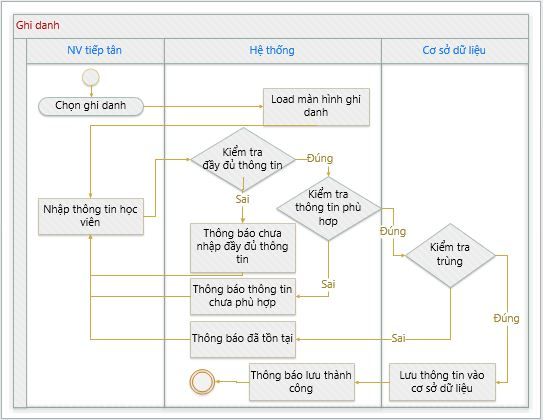 Ghi danh
NV tiếp tân
Hệ thống
Cơ sở dữ liệu
Chọn ghi danh
Load màn hình ghi
danh
Kiểm tra
đầy đủ thông tin
Đúng
Sai
Kiểm tra
thông tin phù
hợp
Nhập thông tin học
viên
Thông báo chưa
nhập đầy đủ thông
tin
Đúng
Kiểm tra
trùng
Sai
Thông báo thông tin
chưa phù hợp
Đúng
Thông báo đã tồn tại
Sai
Thông báo lưu thành
công
Lưu thông tin vào
cơ sở dữ liệu